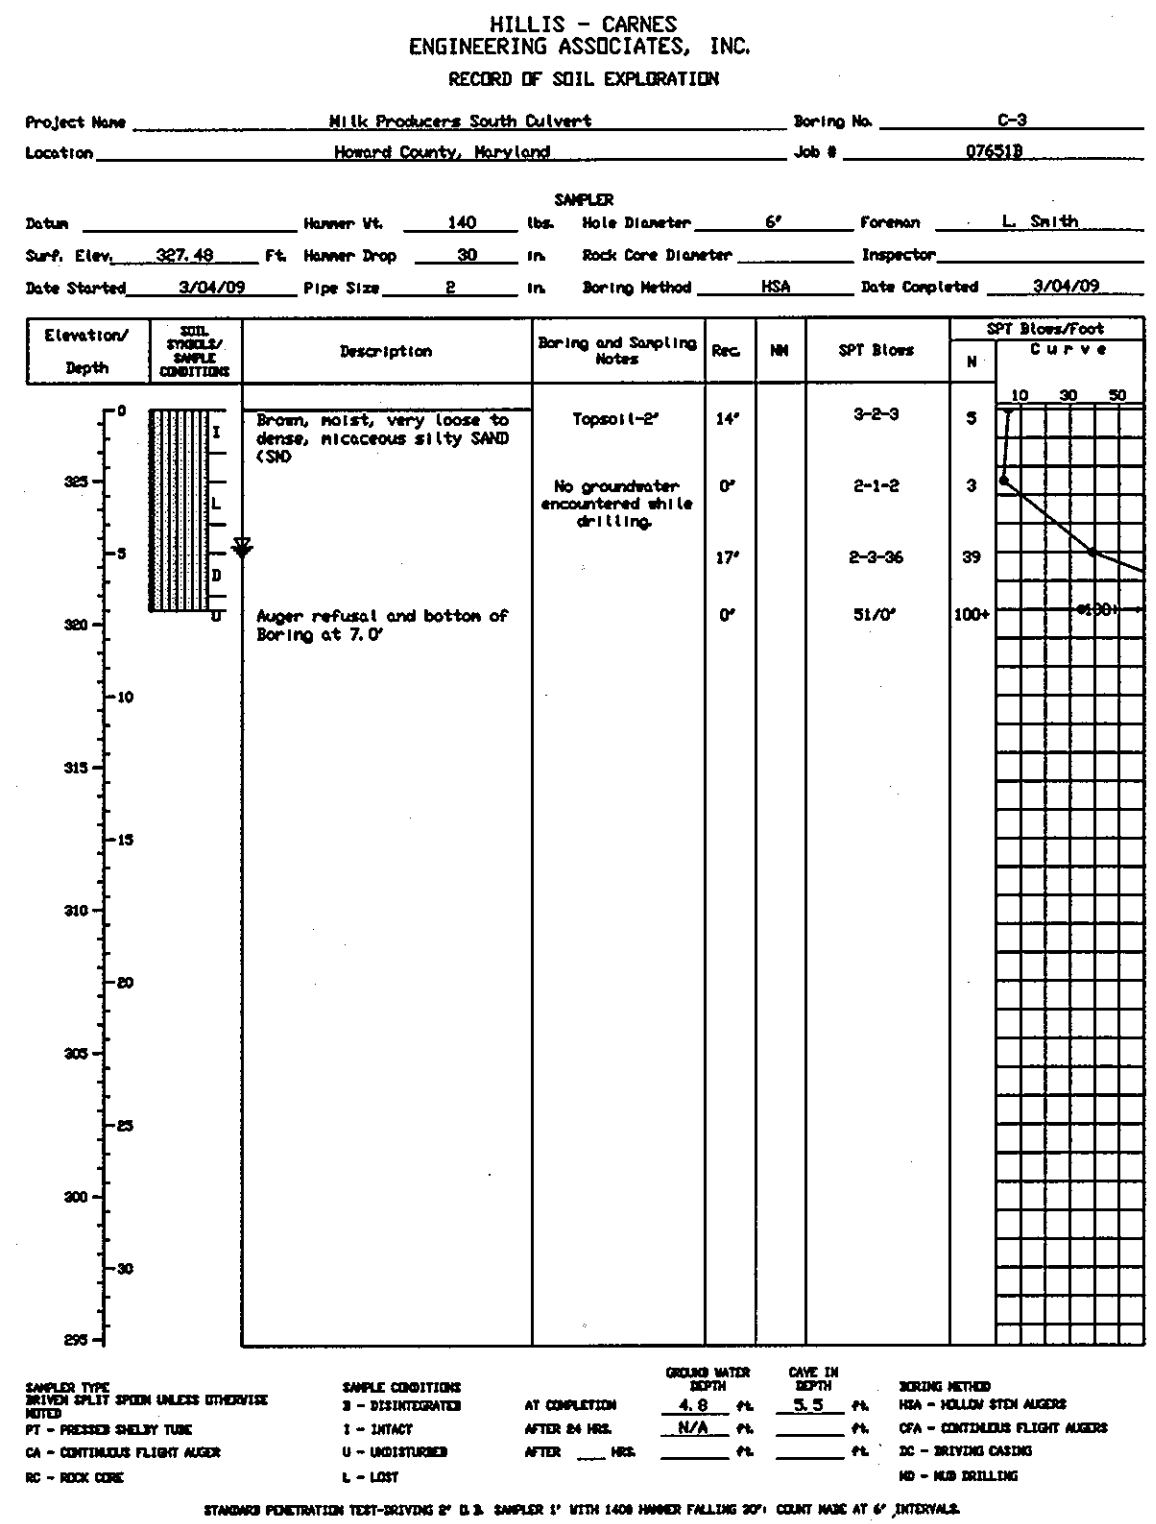 HILLIS - CARNES
ENGINEERING ASSOCIATES, INC.
RECORD OF SOIL EXPLORATION
Project Name Milk Producers South Culvert Boring No. C-3
Location Howard County, Maryland Job # 07651B
SAMPLER
Datum Hammer Wt. 140 lbs. Hole Diameter 6" Foreman L. Smith
Surf. Elev. 327.48 Ft. Hammer Drop 30 in. Rock Core Diameter Inspector
Date Started 3/04/09 Pipe Size 2 in. Boring Method HSA Date Completed 3/04/09
Elevation/ Depth
SOIL SYMBOLS/ SAMPLE CONDITIONS
Description
Boring and Sampling Notes
Rec.
NM
SPT Blows
SPT Blows/Foot
N
Curve
10 30 50
0 I Brown, moist, very loose to Topsoil-2" 14" 3-2-3 5
dense, micaceous silty SAND
(SM)
325 L No groundwater 0" 2-1-2 3
encountered while
drilling.
5 D 17" 2-3-36 39
320 U Auger refusal and bottom of 0" 51/0" 100+ 100+
Boring at 7.0'
10
315
15
310
20
305
25
300
30
295
SAMPLER TYPE
DRIVEN SPLIT SPOON UNLESS OTHERWISE
NOTED
PT - PRESSED SHELBY TUBE
CA - CONTINUOUS FLIGHT AUGER
RC - ROCK CORE
SAMPLE CONDITIONS
D - DISINTEGRATED
I - INTACT
U - UNDISTURBED
L - LOST
GROUND WATER DEPTH CAVE IN DEPTH
AT COMPLETION 4.8 ft. 5.5 ft.
AFTER 24 HRS. N/A ft. ft.
AFTER HRS. ft. ft.
BORING METHOD
HSA - HOLLOW STEM AUGERS
CFA - CONTINUOUS FLIGHT AUGERS
DC - DRIVING CASING
MD - MUD DRILLING
STANDARD PENETRATION TEST-DRIVING 2" O.D. SAMPLER 1' WITH 140# HAMMER FALLING 30": COUNT MADE AT 6" INTERVALS.